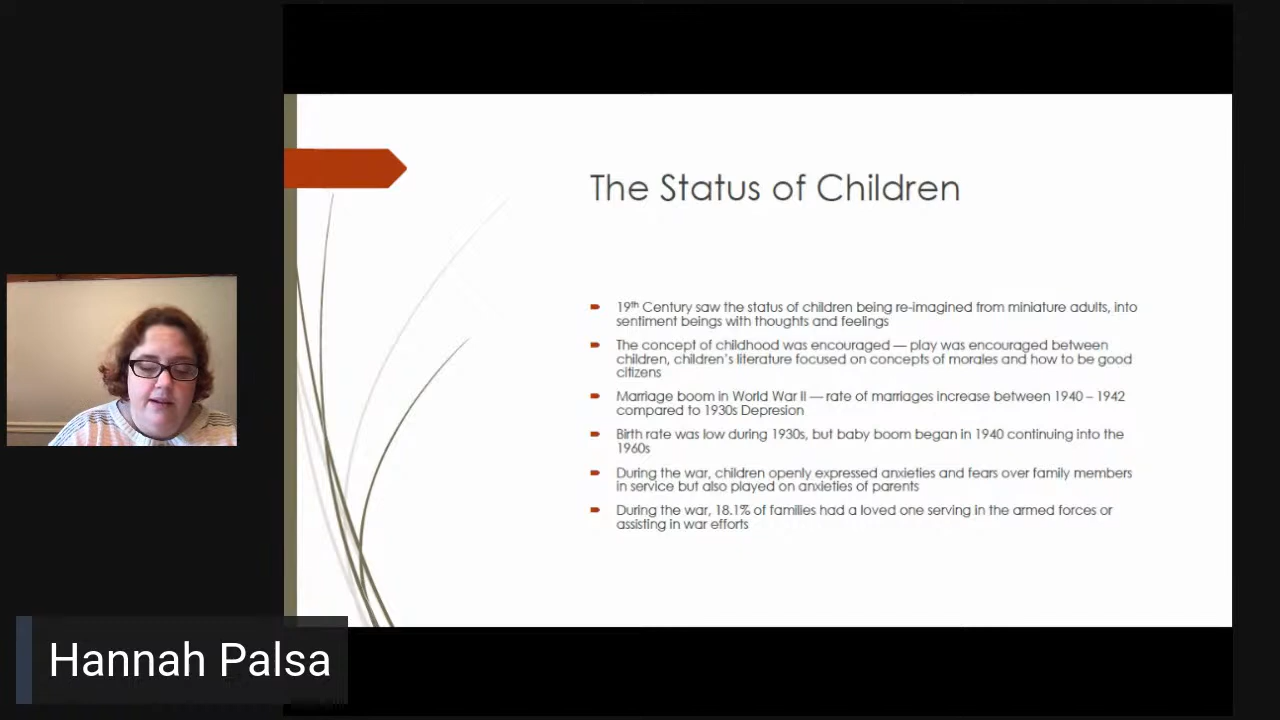 The Status of Children
19th Century saw the status of children being re-imagined from miniature adults, into
sentiment beings with thoughts and feelings
The concept of childhood was encouraged — play was encouraged between
children, children's literature focused on concepts of morales and how to be good
citizens
Marriage boom in World War II — rate of marriages increase between 1940 – 1942
compared to 1930s Depresion
Birth rate was low during 1930s, but baby boom began in 1940 continuing into the
1960s
During the war, children openly expressed anxieties and fears over family members
in service but also played on anxieties of parents
During the war, 18.1% of families had a loved one serving in the armed forces or
assisting in war efforts
Hannah Palsa